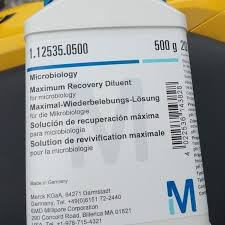 1.12535.0500
500 g
Microbiology
Maximum Recovery Diluent
for microbiology
Maximal-Wiederbelebungs-Lösung
für die Mikrobiologie
Solución de recuperación máxima
para microbiología
Solution de revivification maximale
pour la microbiologie
Made in Germany
Merck KGaA, 64271 Darmstadt
Germany, Tel. +49(0)6151 72-2440
EMD Millipore Corporation
290 Concord Road, Billerica MA 01821
USA, Tel. +1-978-715-4321
M